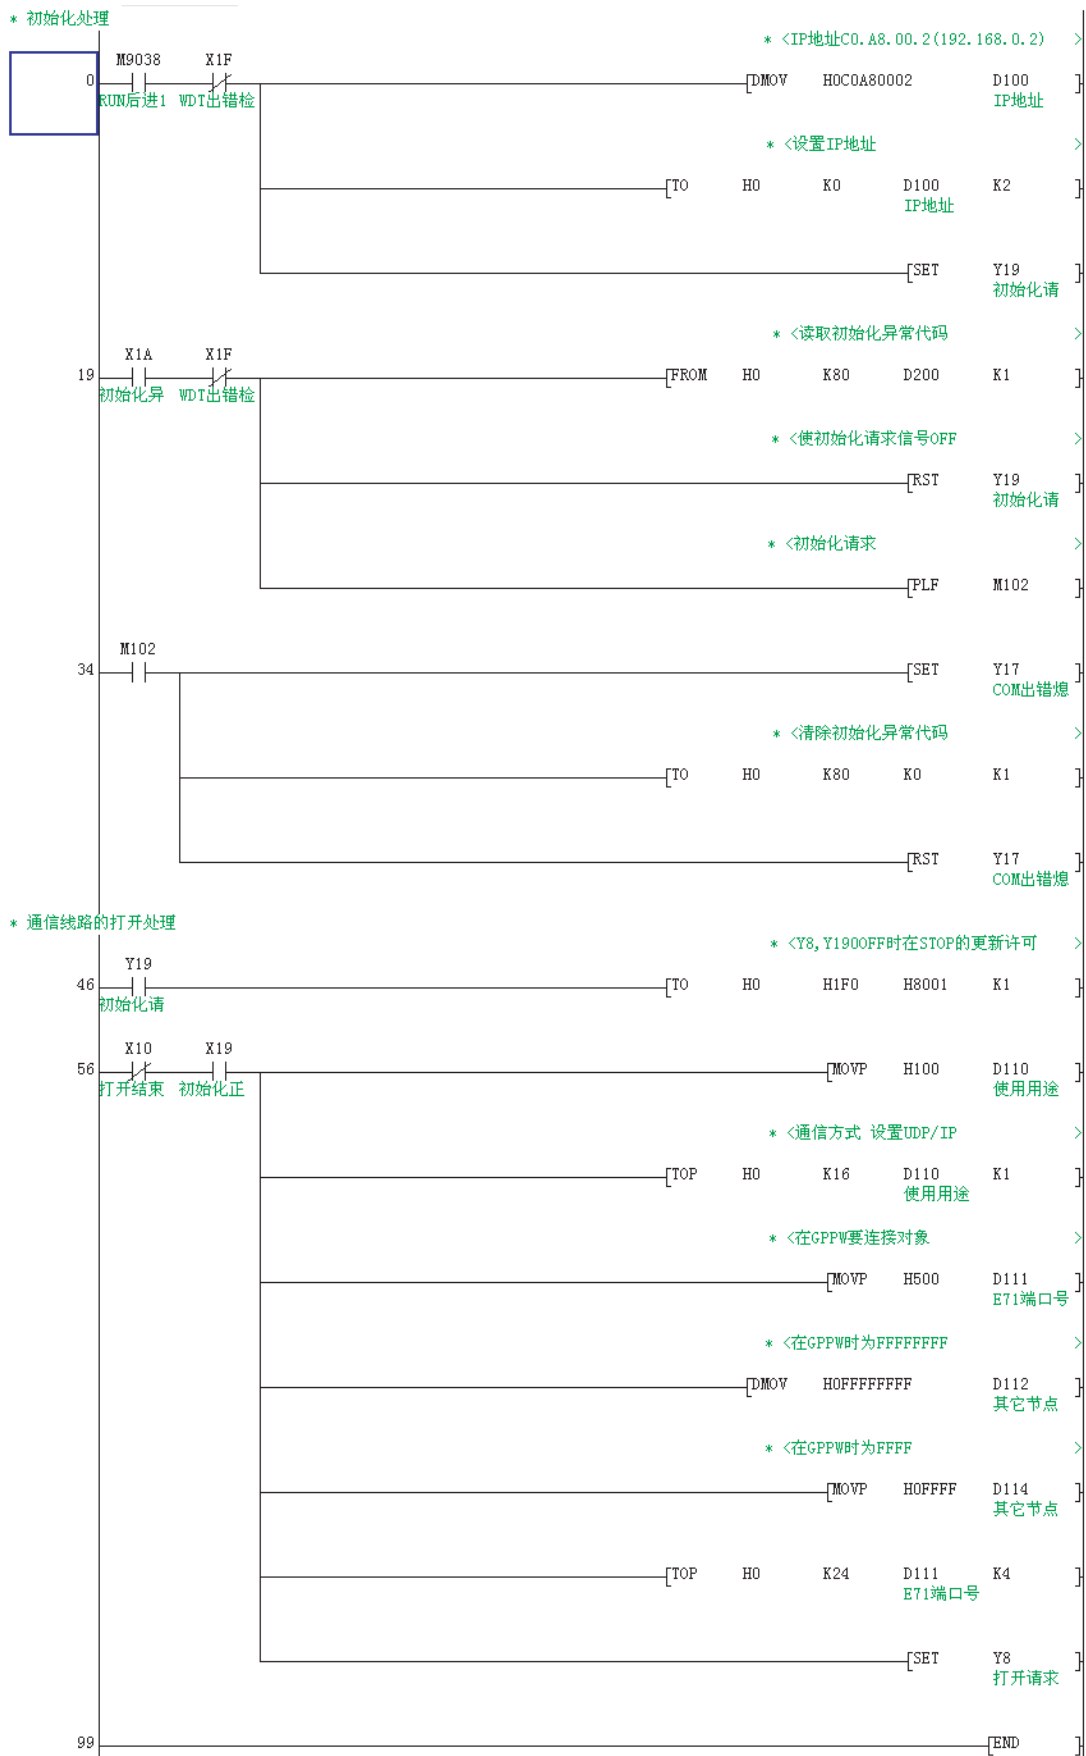 * 初始化处理
* <IP地址C0.A8.00.2(192.168.0.2) >
M9038 X1F
0 [DMOV H0C0A80002 D100 ]
RUN后进1 WDT出错检 IP地址
* <设置IP地址 >
[TO H0 K0 D100 K2 ]
IP地址
[SET Y19 ]
初始化请
* <读取初始化异常代码 >
X1A X1F
19 [FROM H0 K80 D200 K1 ]
初始化异 WDT出错检
* <使初始化请求信号OFF >
[RST Y19 ]
初始化请
* <初始化请求 >
[PLF M102 ]
M102
34 [SET Y17 ]
COM出错熄
* <清除初始化异常代码 >
[TO H0 K80 K0 K1 ]
[RST Y17 ]
COM出错熄
* 通信线路的打开处理
* <Y8,Y190OFF时在STOP的更新许可 >
Y19
46 [TO H0 H1F0 H8001 K1 ]
初始化请
X10 X19
56 [MOVP H100 D110 ]
打开结束 初始化正 使用用途
* <通信方式 设置UDP/IP >
[TOP H0 K16 D110 K1 ]
使用用途
* <在GPPW要连接对象 >
[MOVP H500 D111 ]
E71端口号
* <在GPPW时为FFFFFFFF >
[DMOV H0FFFFFFFF D112 ]
其它节点
* <在GPPW时为FFFF >
[MOVP H0FFFF D114 ]
其它节点
[TOP H0 K24 D111 K4 ]
E71端口号
[SET Y8 ]
打开请求
99 [END ]